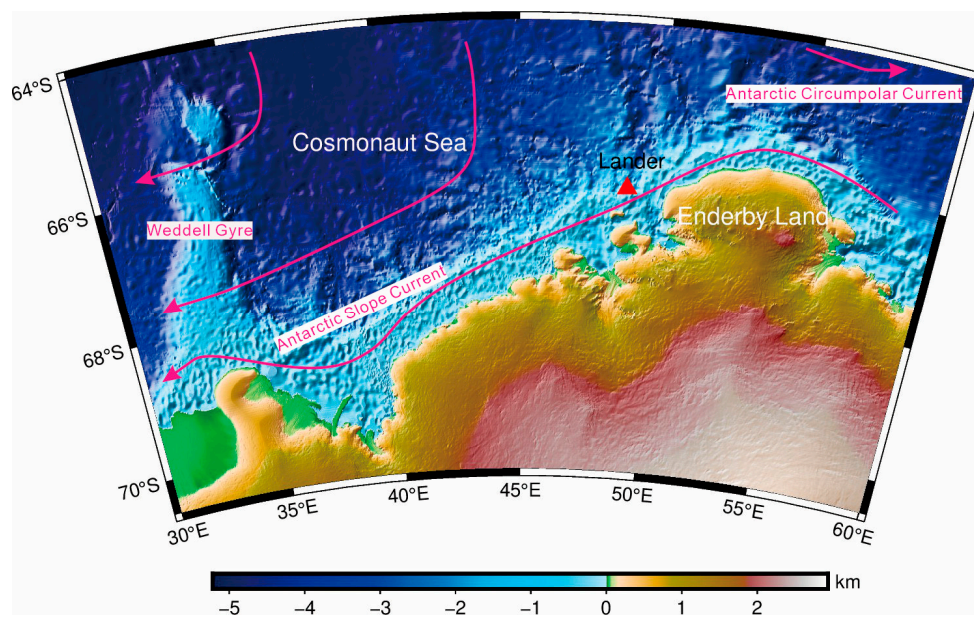 64°S
Antarctic Circumpolar Current
Cosmonaut Sea
Lander
66°S
Weddell Gyre
Enderby Land
Antarctic Slope Current
68°S
70°S
30°E
35°E
40°E
45°E
50°E
55°E
60°E
km
−5
−4
−3
−2
−1
0
1
2